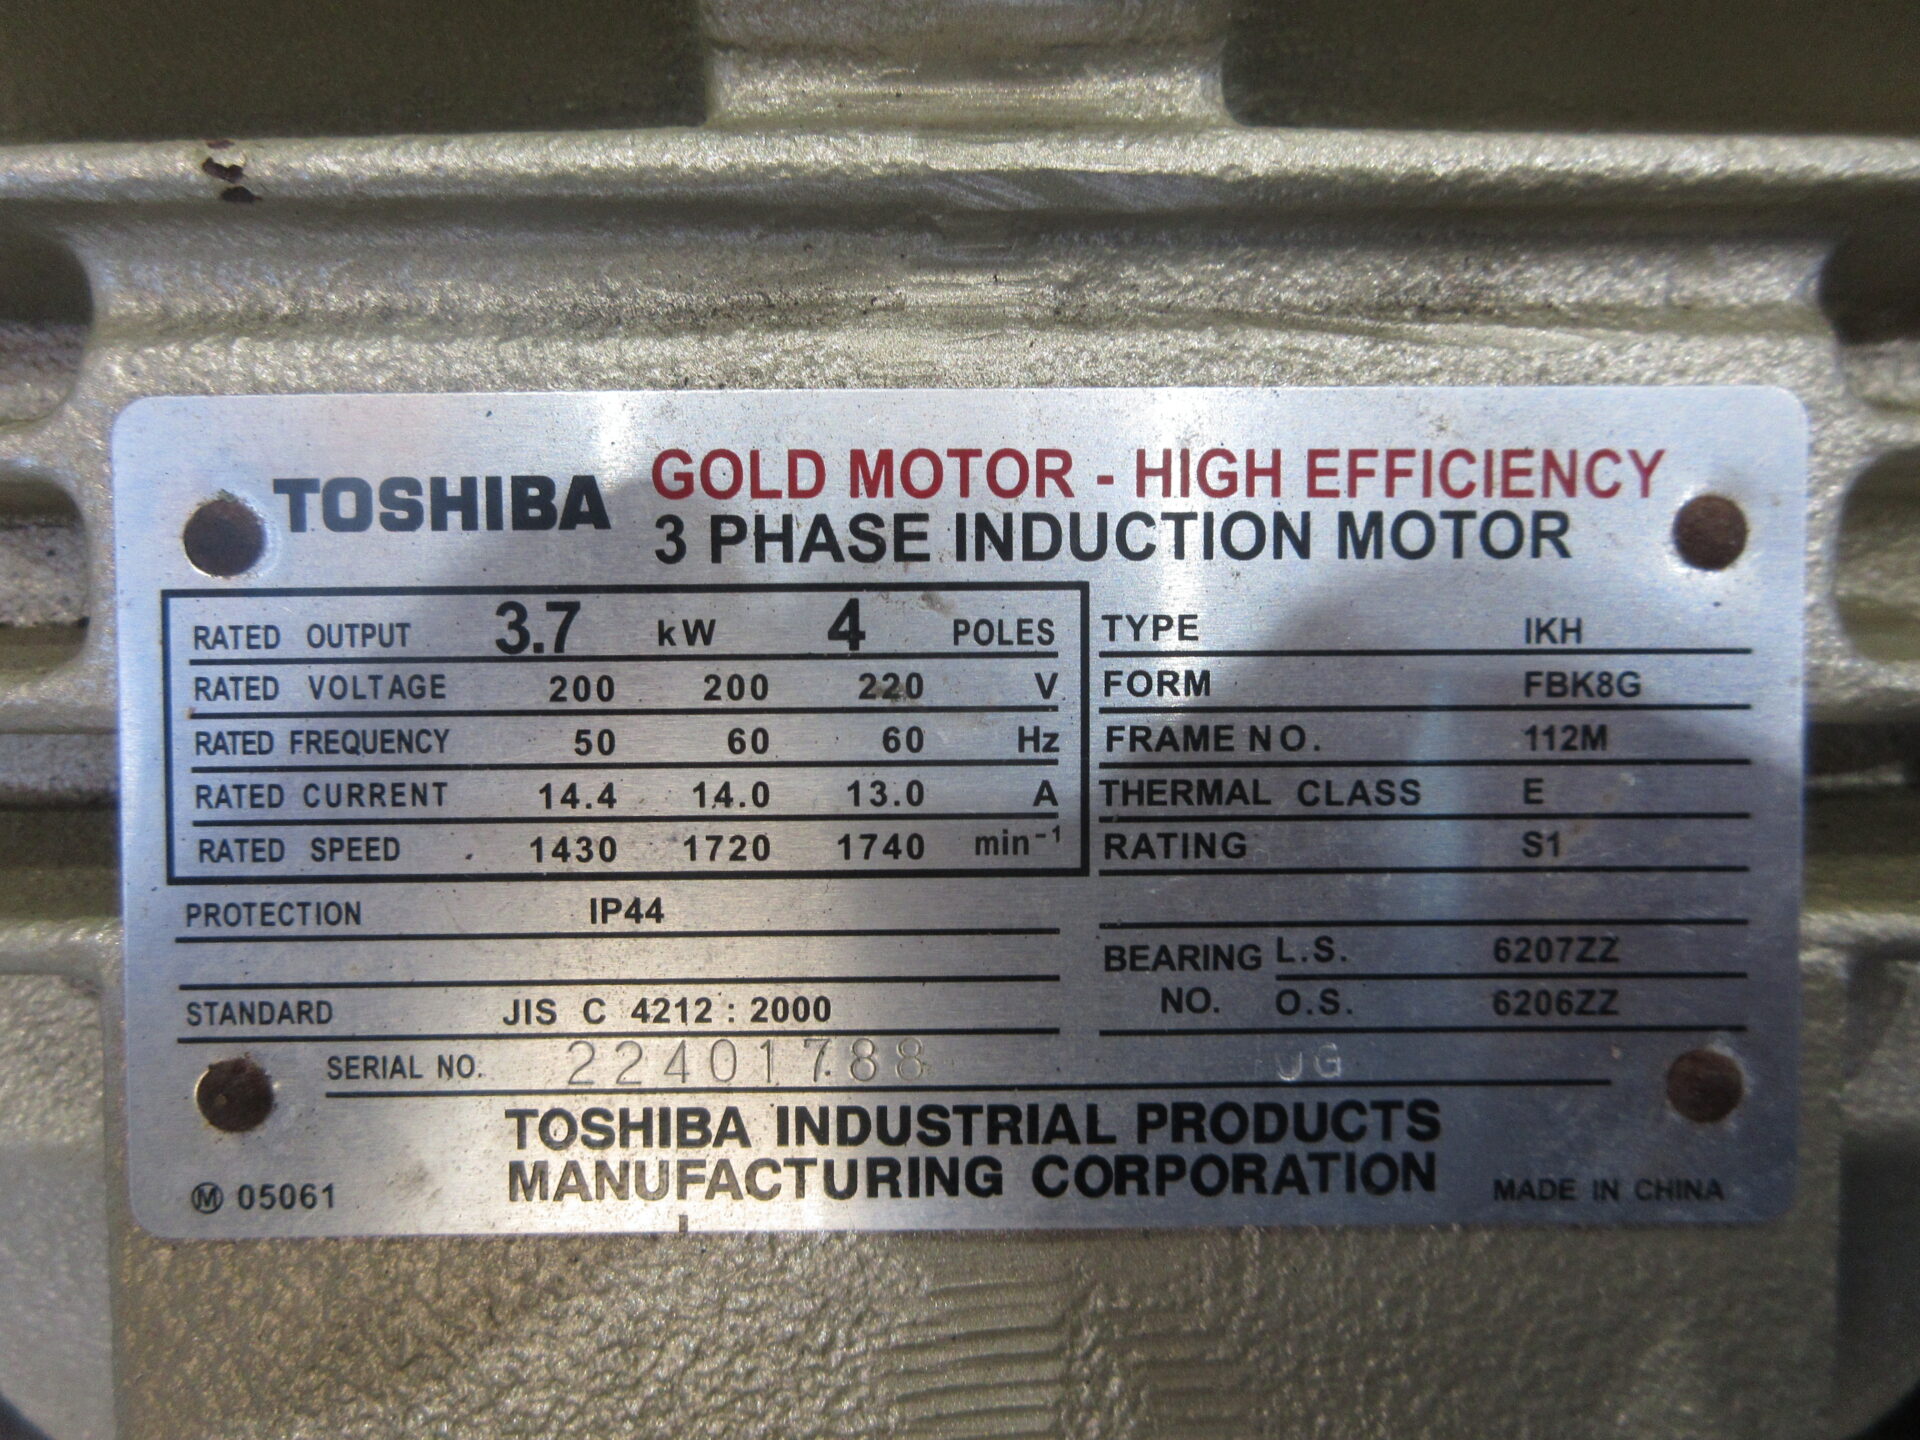 TOSHIBA GOLD MOTOR - HIGH EFFICIENCY
3 PHASE INDUCTION MOTOR
RATED OUTPUT 3.7 kW 4 POLES
RATED VOLTAGE 200 200 220 V
RATED FREQUENCY 50 60 60 Hz
RATED CURRENT 14.4 14.0 13.0 A
RATED SPEED 1430 1720 1740 min⁻¹
PROTECTION IP44
STANDARD JIS C 4212 : 2000
TYPE IKH
FORM FBK8G
FRAME NO. 112M
THERMAL CLASS E
RATING S1
BEARING NO. L.S. 6207ZZ
O.S. 6206ZZ
SERIAL NO. 22401788 UG
TOSHIBA INDUSTRIAL PRODUCTS
MANUFACTURING CORPORATION
Ⓜ 05061
MADE IN CHINA